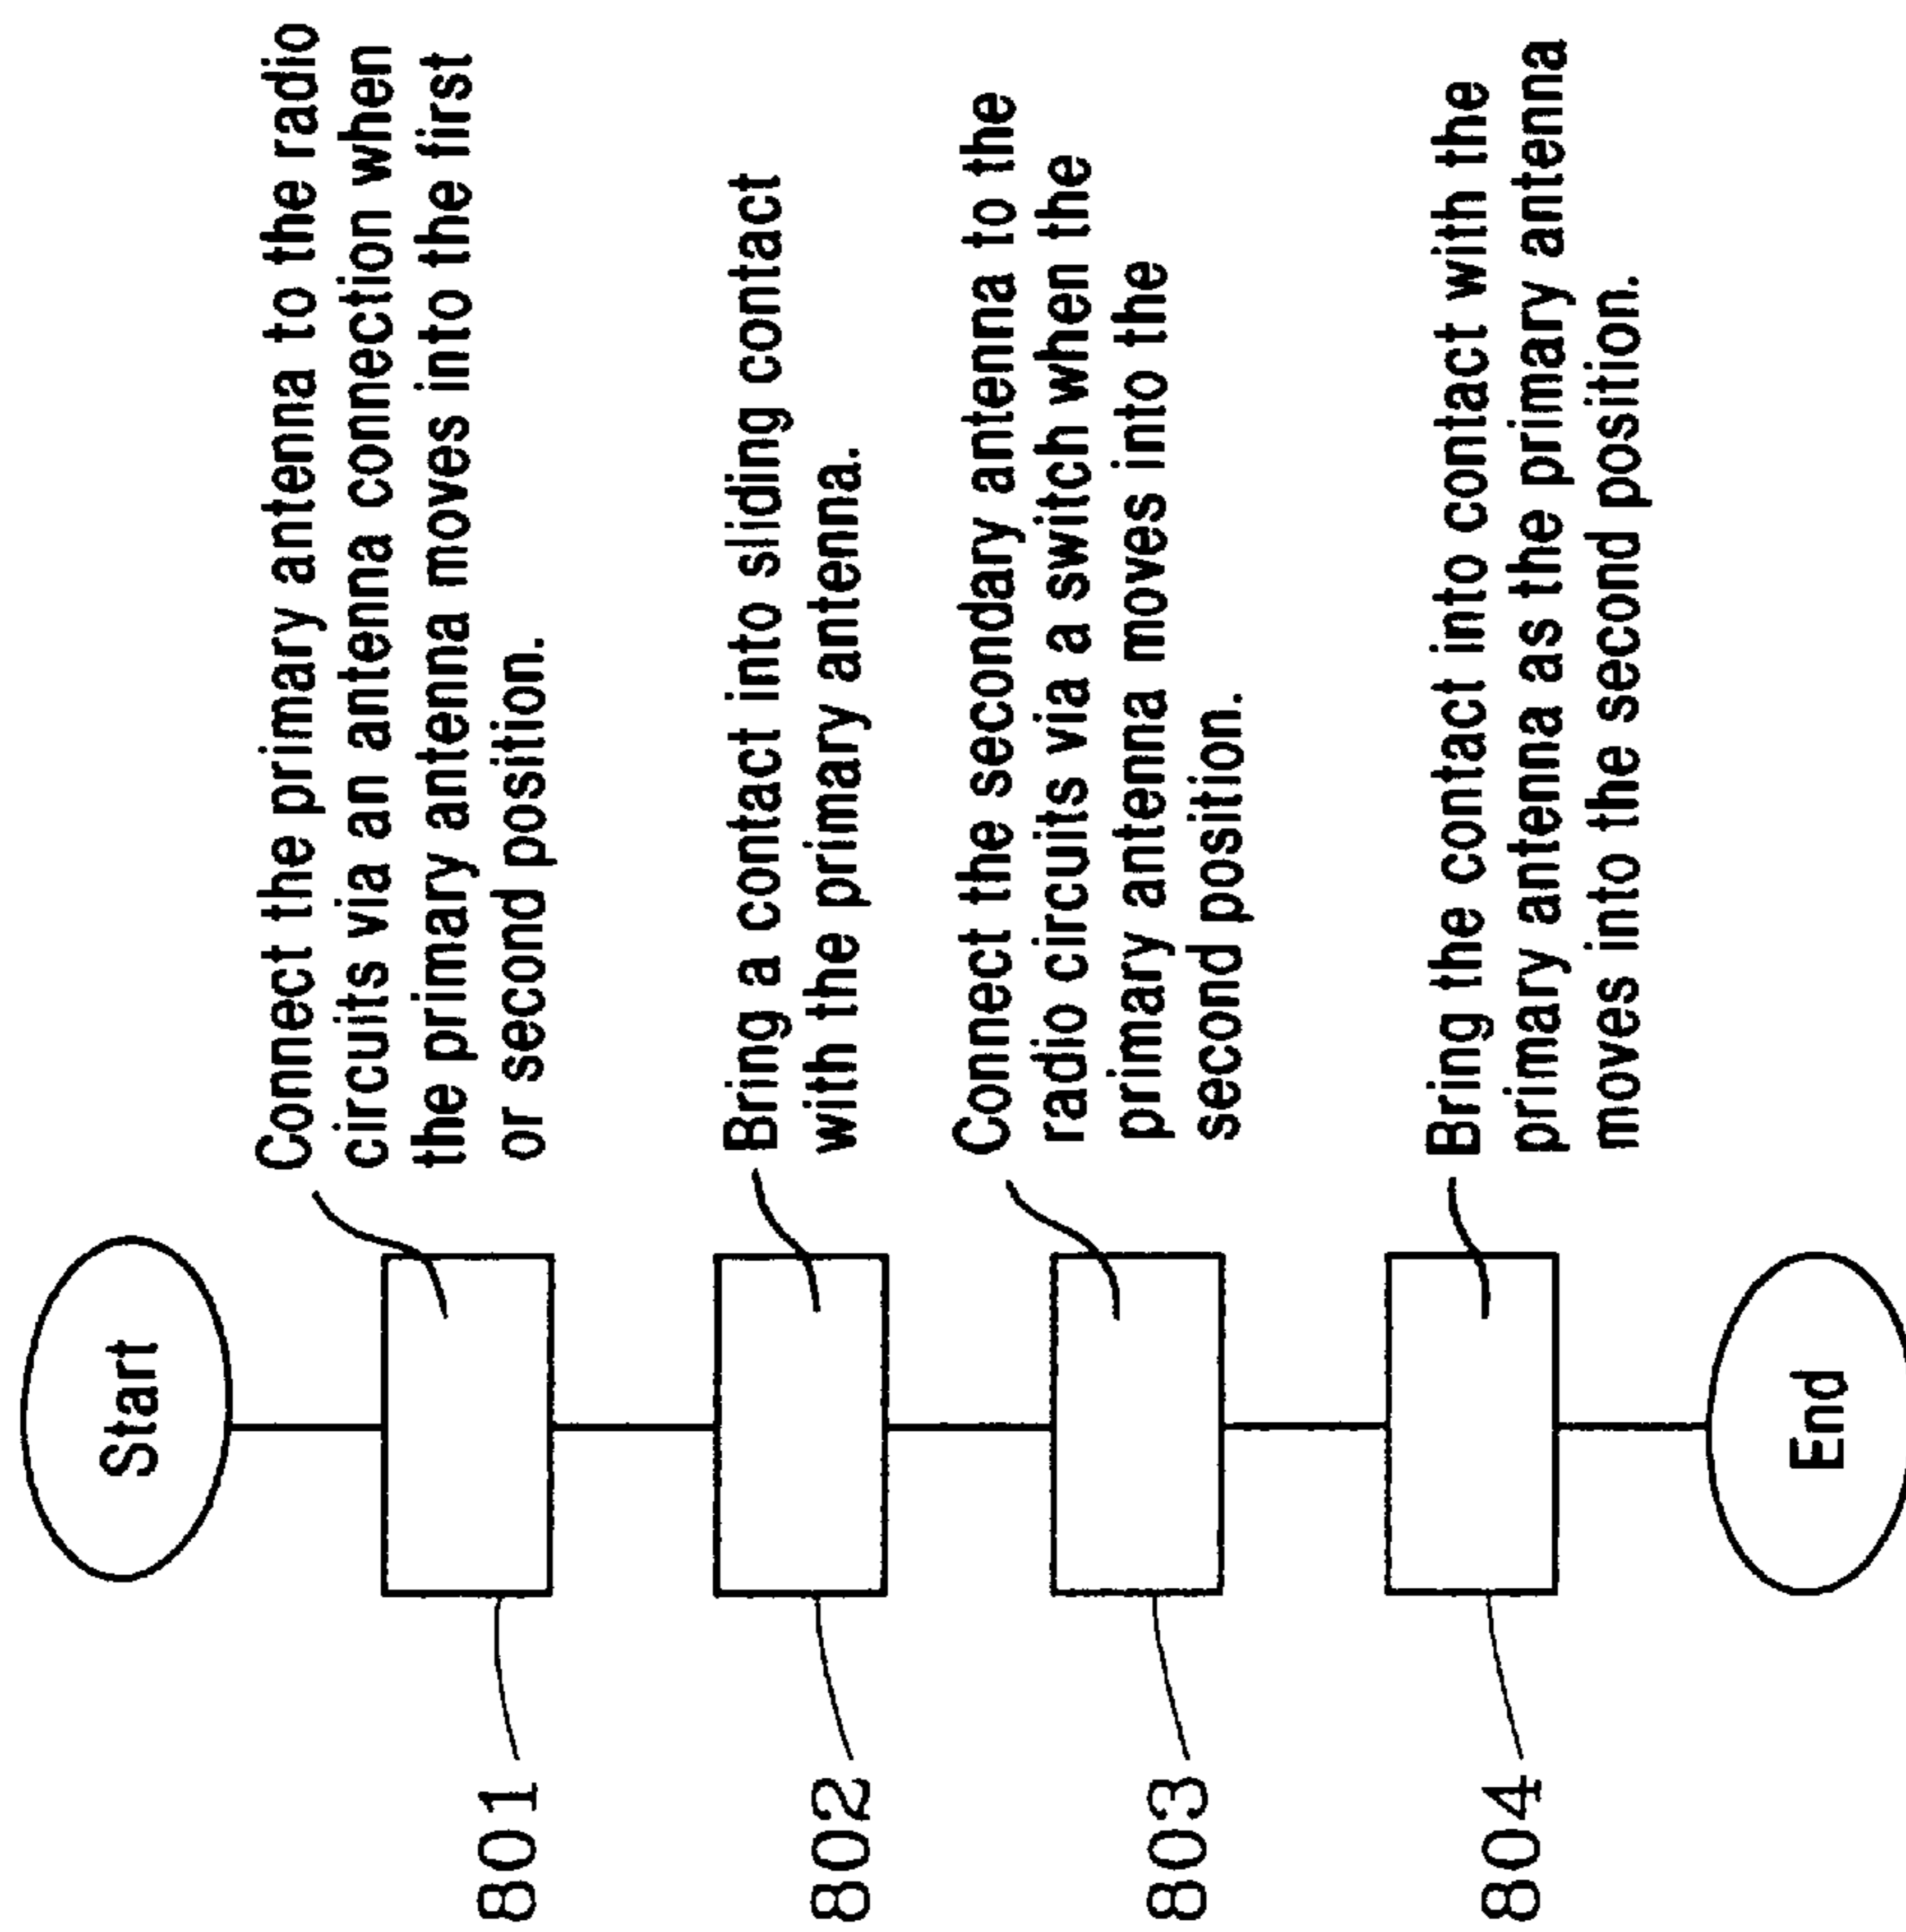 Start
801
Connect the primary antenna to the radio
circuits via an antenna connection when
the primary antenna moves into the first
or second position.
802
Bring a contact into sliding contact
with the primary antenna.
803
Connect the secondary antenna to the
radio circuits via a switch when the
primary antenna moves into the
second position.
804
Bring the contact into contact with the
primary antenna as the primary antenna
moves into the second position.
End